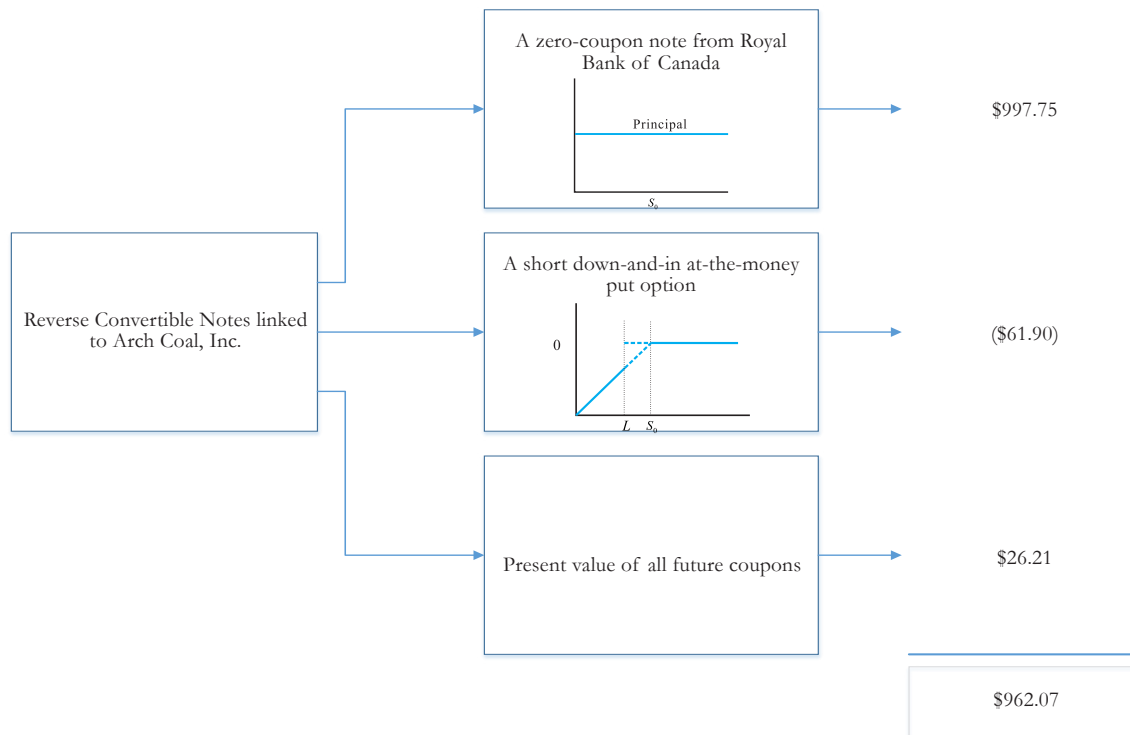 A zero-coupon note from Royal
Bank of Canada
Principal
S₀
$997.75
Reverse Convertible Notes linked
to Arch Coal, Inc.
A short down-and-in at-the-money
put option
0
L S₀
($61.90)
Present value of all future coupons
$26.21
$962.07